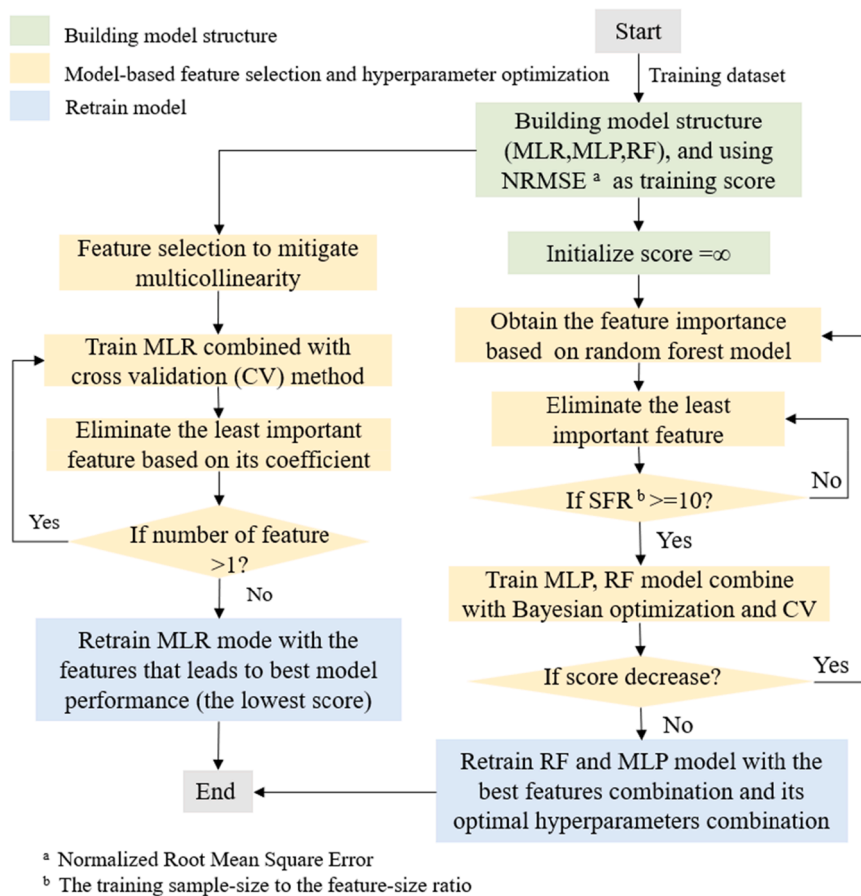 Building model structure
Model-based feature selection and hyperparameter optimization
Retrain model
Start
Training dataset
Building model structure
(MLR,MLP,RF), and using
NRMSE ᵃ as training score
Initialize score =∞
Obtain the feature importance
based on random forest model
Eliminate the least
important feature
No
If SFR ᵇ >=10?
Yes
Train MLP, RF model combine
with Bayesian optimization and CV
If score decrease?
Yes
No
Retrain RF and MLP model with the
best features combination and its
optimal hyperparameters combination
Feature selection to mitigate
multicollinearity
Train MLR combined with
cross validation (CV) method
Eliminate the least important
feature based on its coefficient
Yes
If number of feature
>1?
No
Retrain MLR mode with the
features that leads to best model
performance (the lowest score)
End
ᵃ Normalized Root Mean Square Error
ᵇ The training sample-size to the feature-size ratio